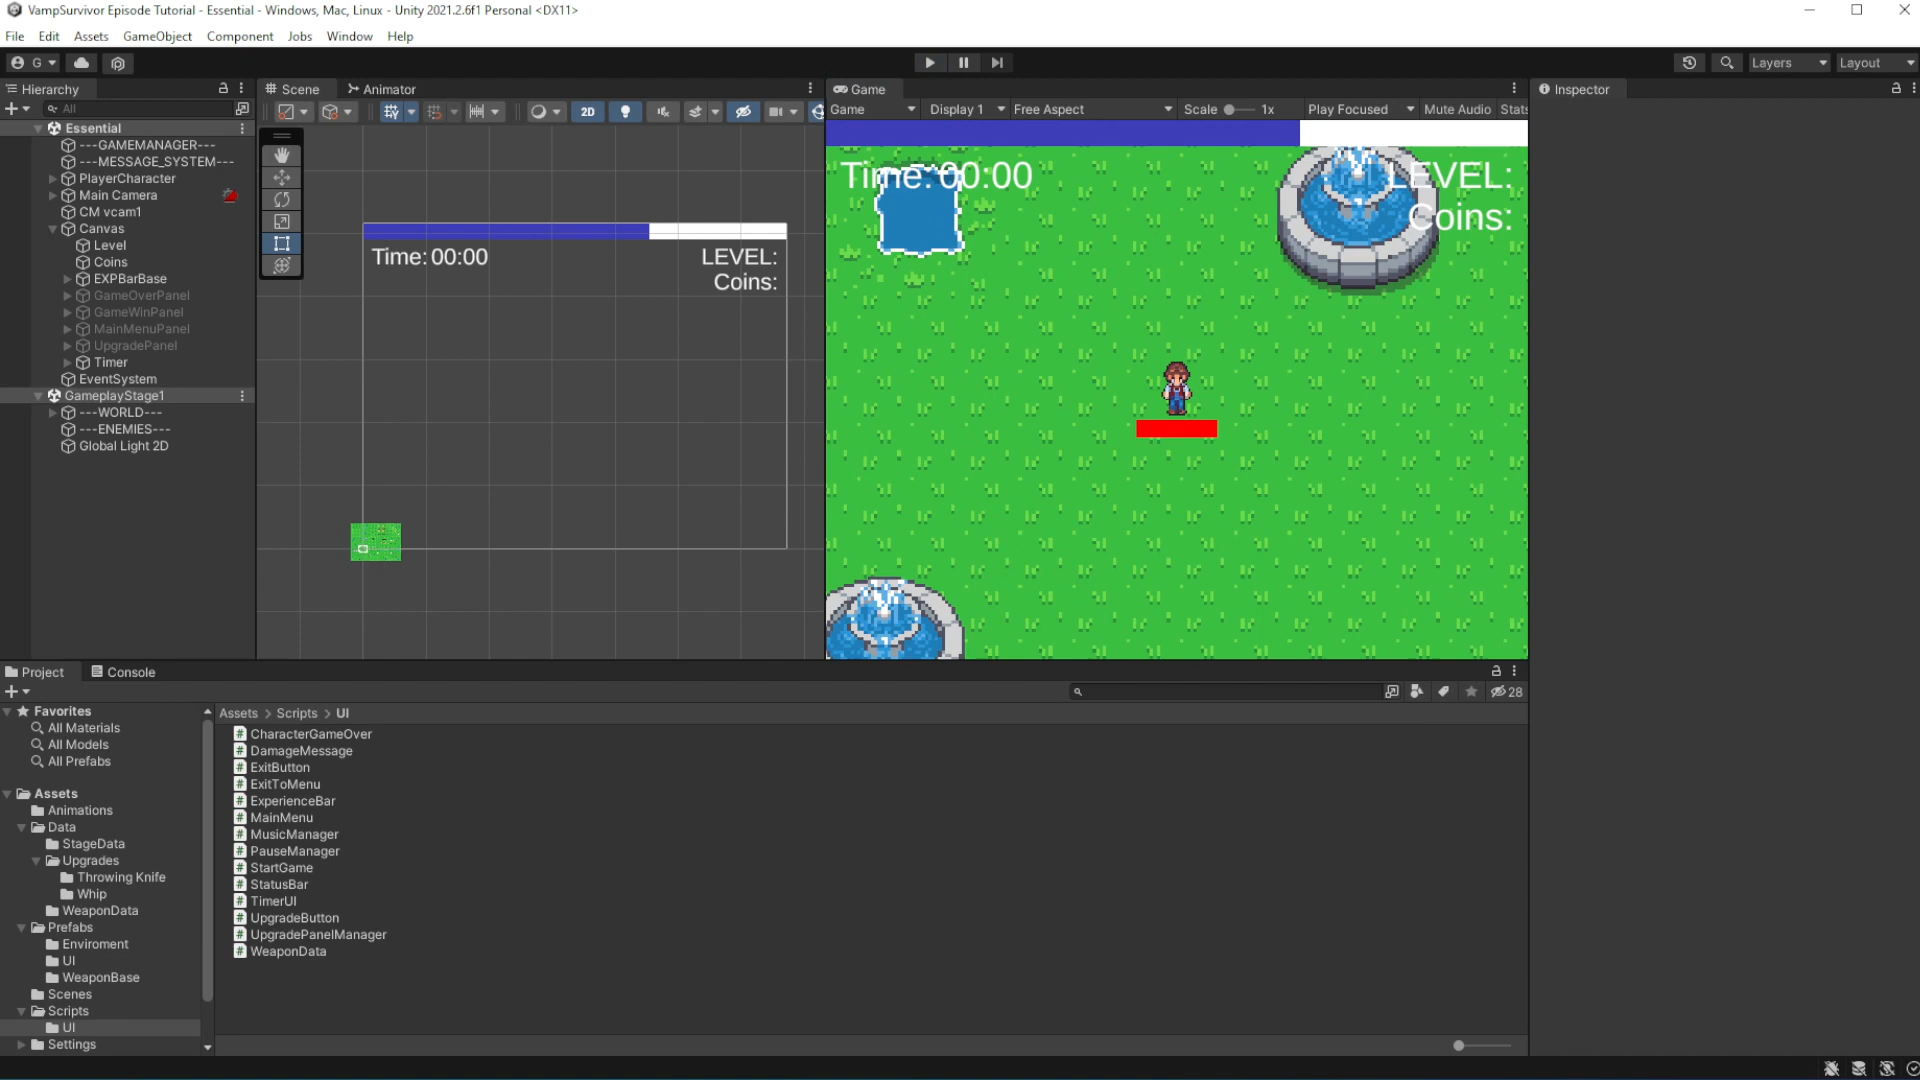 VampSurvivor Episode Tutorial - Essential - Windows, Mac, Linux - Unity 2021.2.6f1 Personal <DX11>
File Edit Assets GameObject Component Jobs Window Help
G Layers Layout
Hierarchy
All
Essential
---GAMEMANAGER---
---MESSAGE_SYSTEM---
PlayerCharacter
Main Camera
CM vcam1
Canvas
Level
Coins
EXPBarBase
GameOverPanel
GameWinPanel
MainMenuPanel
UpgradePanel
Timer
EventSystem
GameplayStage1
---WORLD---
---ENEMIES---
Global Light 2D
Scene Animator
2D
Time: 00:00
LEVEL:
Coins:
Game
Game Display 1 Free Aspect Scale 1x Play Focused Mute Audio Stats
Time: 00:00
LEVEL:
Coins:
Inspector
Project Console
28
Favorites
All Materials
All Models
All Prefabs
Assets
Animations
Data
StageData
Upgrades
Throwing Knife
Whip
WeaponData
Prefabs
Enviroment
UI
WeaponBase
Scenes
Scripts
UI
Settings
Assets > Scripts > UI
CharacterGameOver
DamageMessage
ExitButton
ExitToMenu
ExperienceBar
MainMenu
MusicManager
PauseManager
StartGame
StatusBar
TimerUI
UpgradeButton
UpgradePanelManager
WeaponData